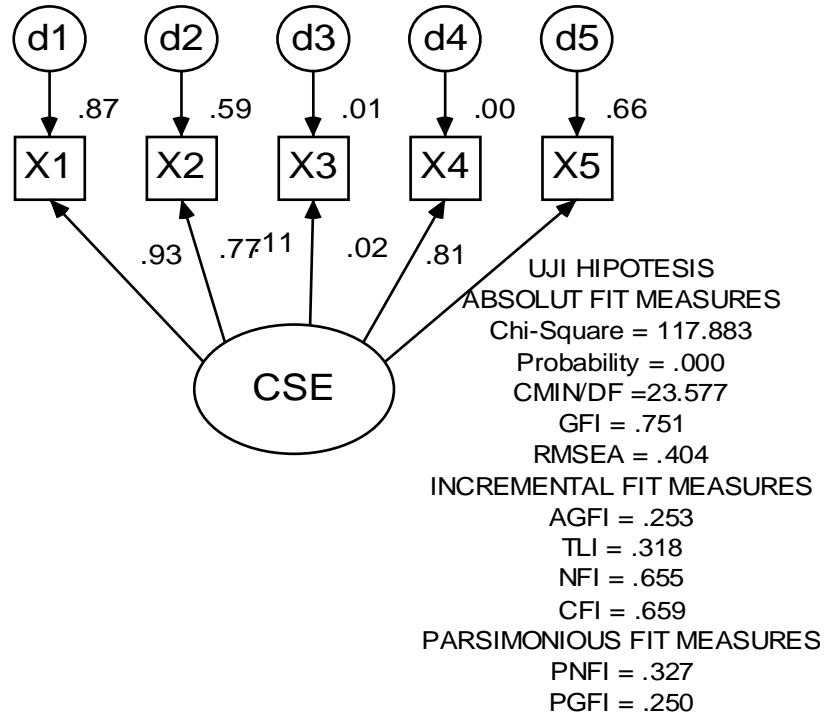 d1 d2 d3 d4 d5
.87 .59 .01 .00 .66
X1 X2 X3 X4 X5
.93 .77 .11 .02 .81
CSE
UJI HIPOTESIS
ABSOLUT FIT MEASURES
Chi-Square = 117.883
Probability = .000
CMIN/DF =23.577
GFI = .751
RMSEA = .404
INCREMENTAL FIT MEASURES
AGFI = .253
TLI = .318
NFI = .655
CFI = .659
PARSIMONIOUS FIT MEASURES
PNFI = .327
PGFI = .250